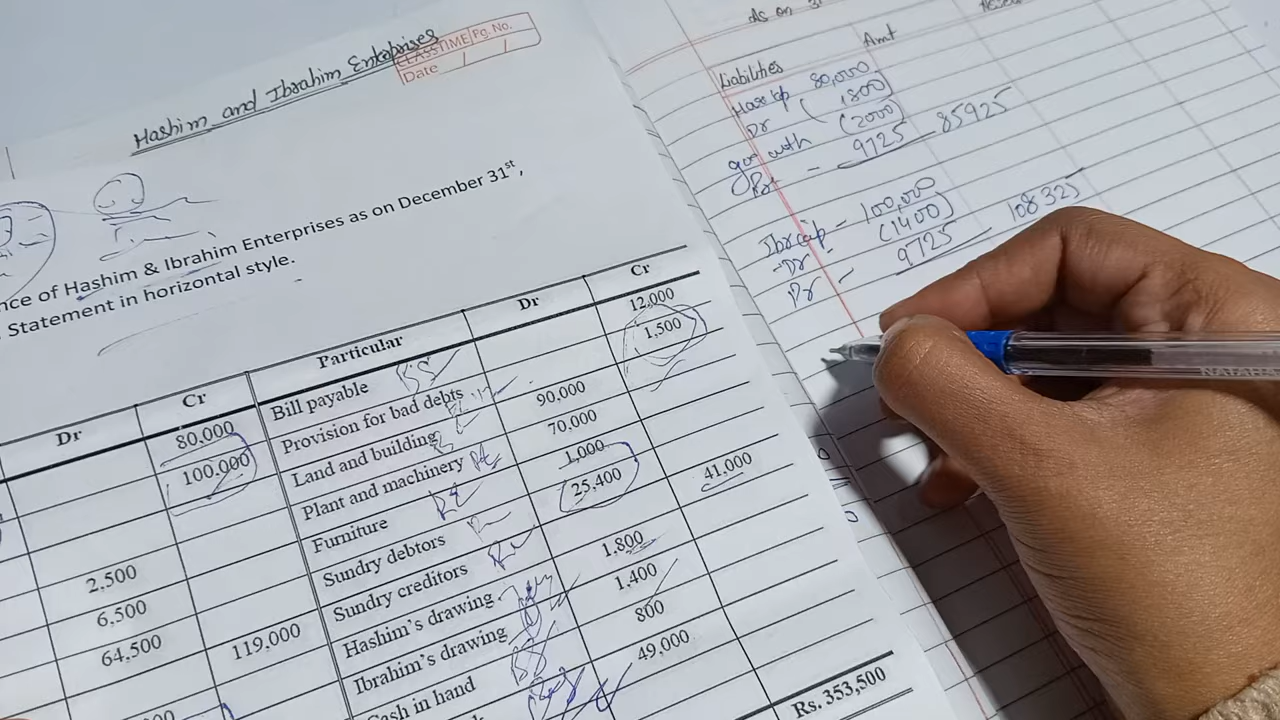 Hashim and Ibrahim Enterprises
CLASSTIME Pg. No.
Date / /
nce of Hashim & Ibrahim Enterprises as on December 31st,
Statement in horizontal style.
Dr Cr Particular Dr Cr
80,000 Bill payable 12,000
100,000 Provision for bad debts 1,500
Land and building 90,000
Plant and machinery 70,000
2,500 Furniture 1,000
6,500 Sundry debtors 25,400
64,500 Sundry creditors 41,000
119,000 Hashim's drawing 1,800
Ibrahim's drawing 1,400
Cash in hand 800
49,000
Rs. 353,500
As on 31
Liabilities Amt
80,000
Dr (1800)
(2000)
Pr - 9725 85925
100,000
-Dr - (1400)
Pr - 9725 108325
NATARA